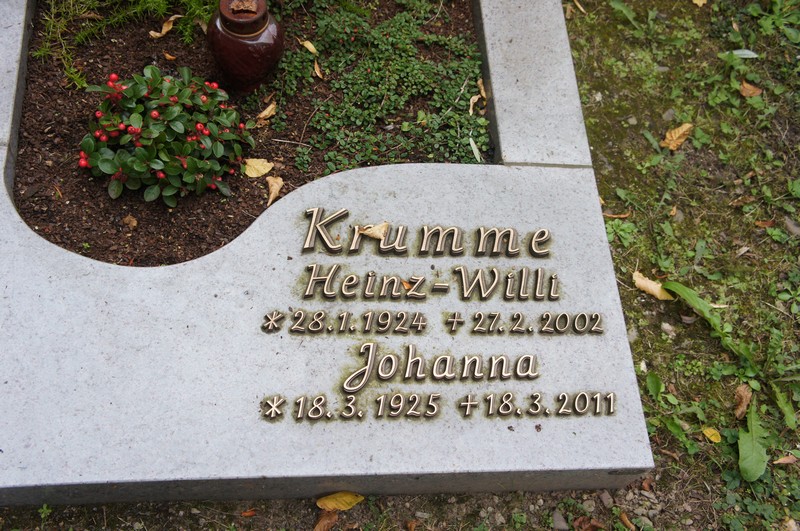 Krumme
Heinz-Willi
* 28.1.1924 + 27.2.2002
Johanna
* 18.3.1925 + 18.3.2011